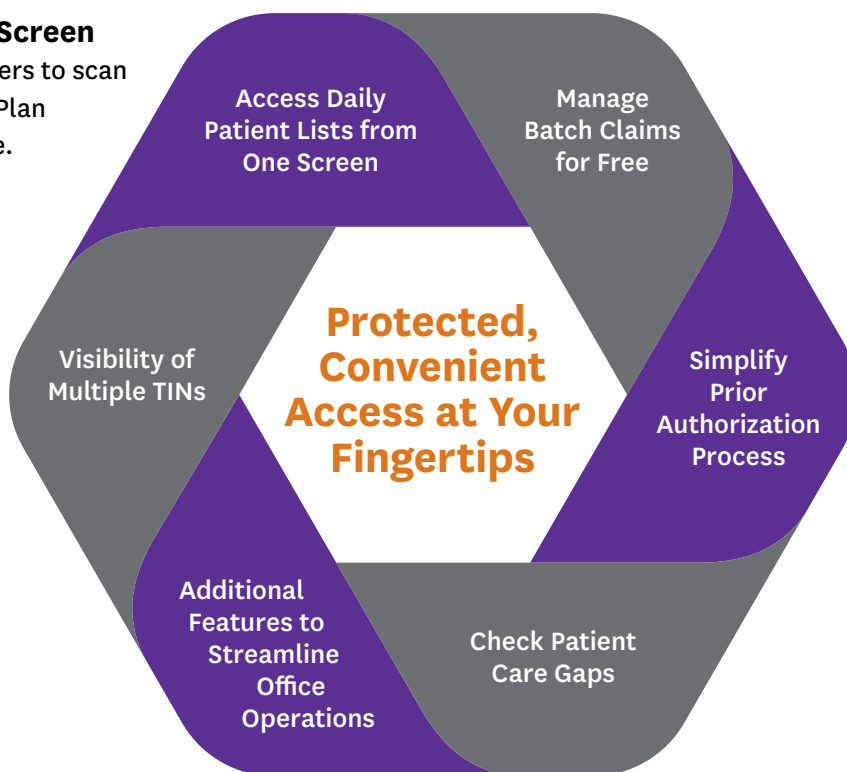 Screen
ers to scan
Plan
e.
Access Daily
Patient Lists from
One Screen
Manage
Batch Claims
for Free
Simplify
Prior
Authorization
Process
Check Patient
Care Gaps
Additional
Features to
Streamline
Office
Operations
Visibility of
Multiple TINs
Protected,
Convenient
Access at Your
Fingertips